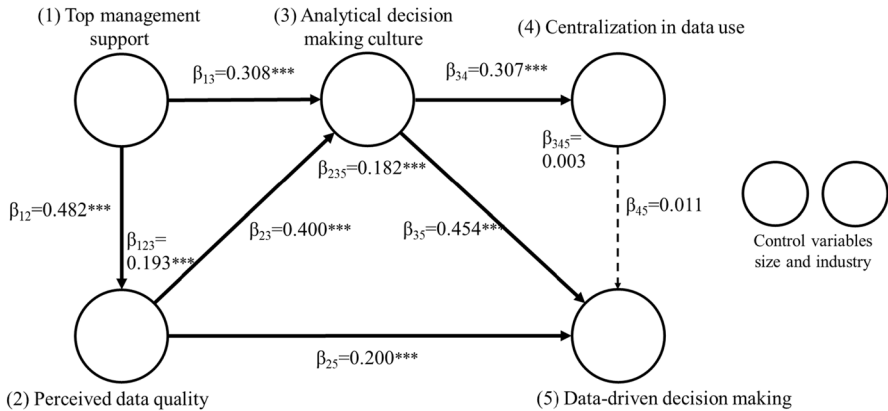 (1) Top management
support
(3) Analytical decision
making culture
(4) Centralization in data use
β13=0.308***
β34=0.307***
β345=
0.003
β235=0.182***
β12=0.482***
β123=
0.193***
β23=0.400***
β35=0.454***
β45=0.011
Control variables
size and industry
β25=0.200***
(2) Perceived data quality
(5) Data-driven decision making